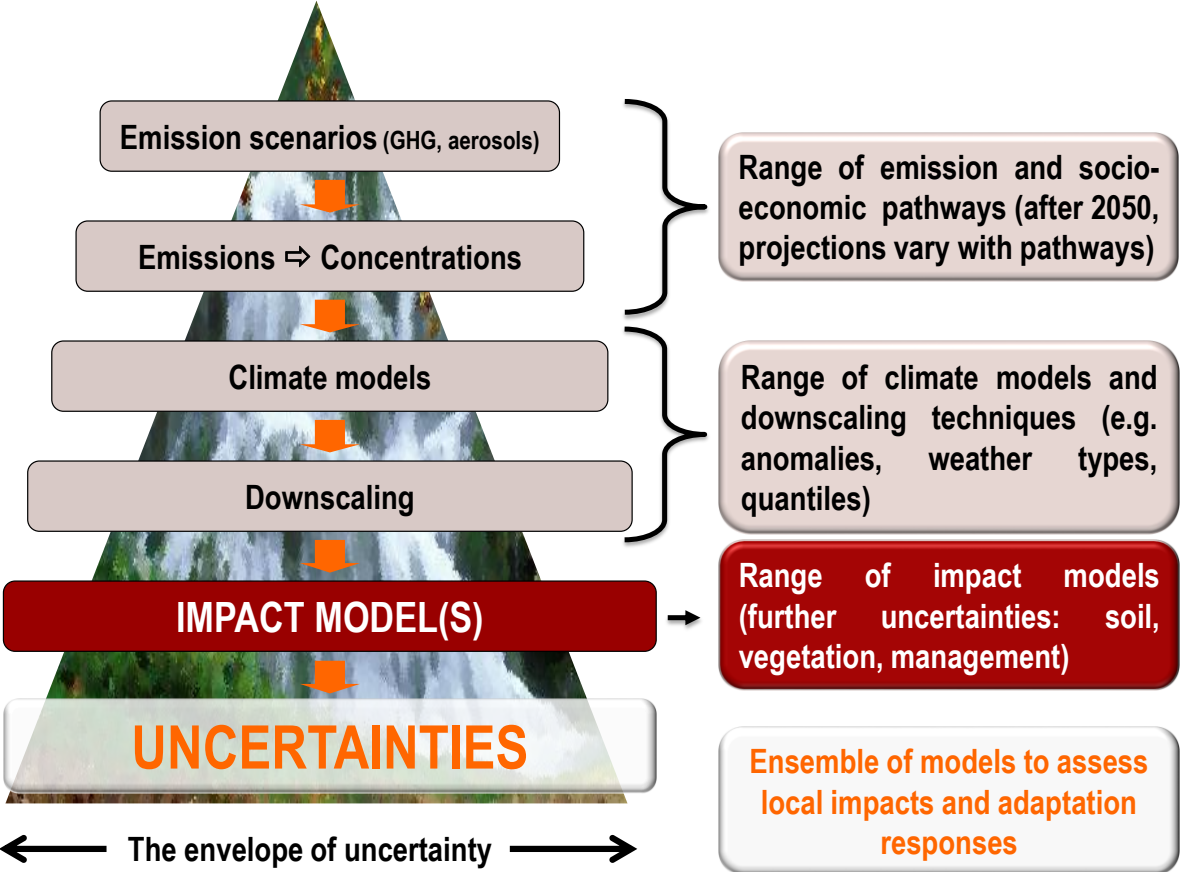 Emission scenarios (GHG, aerosols)
Emissions ⇨ Concentrations
Climate models
Downscaling
IMPACT MODEL(S)
UNCERTAINTIES
The envelope of uncertainty
Range of emission and socio-
economic pathways (after 2050,
projections vary with pathways)
Range of climate models and
downscaling techniques (e.g.
anomalies, weather types,
quantiles)
Range of impact models
(further uncertainties: soil,
vegetation, management)
Ensemble of models to assess
local impacts and adaptation
responses